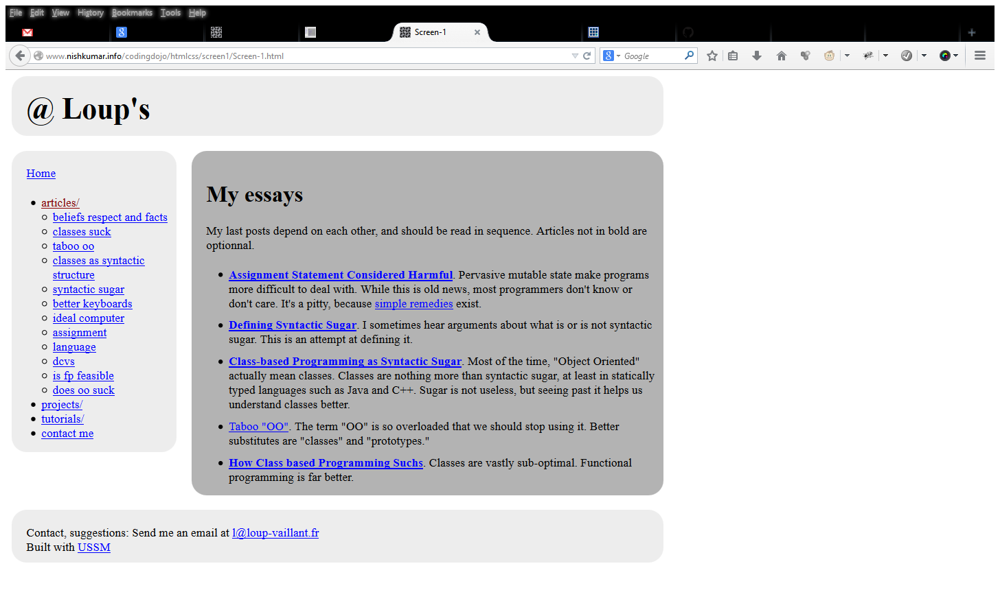 File Edit View History Bookmarks Tools Help
8 Screen-1
www.nishkumar.info/codingdojo/htmlcss/screen1/Screen-1.html 8 Google
@ Loup's
Home
articles/
beliefs respect and facts
classes suck
taboo oo
classes as syntactic
structure
syntactic sugar
better keyboards
ideal computer
assignment
language
dcvs
is fp feasible
does oo suck
projects/
tutorials/
contact me
My essays
My last posts depend on each other, and should be read in sequence. Articles not in bold are
optionnal.
Assignment Statement Considered Harmful. Pervasive mutable state make programs
more difficult to deal with. While this is old news, most programmers don't know or
don't care. It's a pitty, because simple remedies exist.
Defining Syntactic Sugar. I sometimes hear arguments about what is or is not syntactic
sugar. This is an attempt at defining it.
Class-based Programming as Syntactic Sugar. Most of the time, "Object Oriented"
actually mean classes. Classes are nothing more than syntactic sugar, at least in statically
typed languages such as Java and C++. Sugar is not useless, but seeing past it helps us
understand classes better.
Taboo "OO". The term "OO" is so overloaded that we should stop using it. Better
substitutes are "classes" and "prototypes."
How Class based Programming Suchs. Classes are vastly sub-optimal. Functional
programming is far better.
Contact, suggestions: Send me an email at l@loup-vaillant.fr
Built with USSM